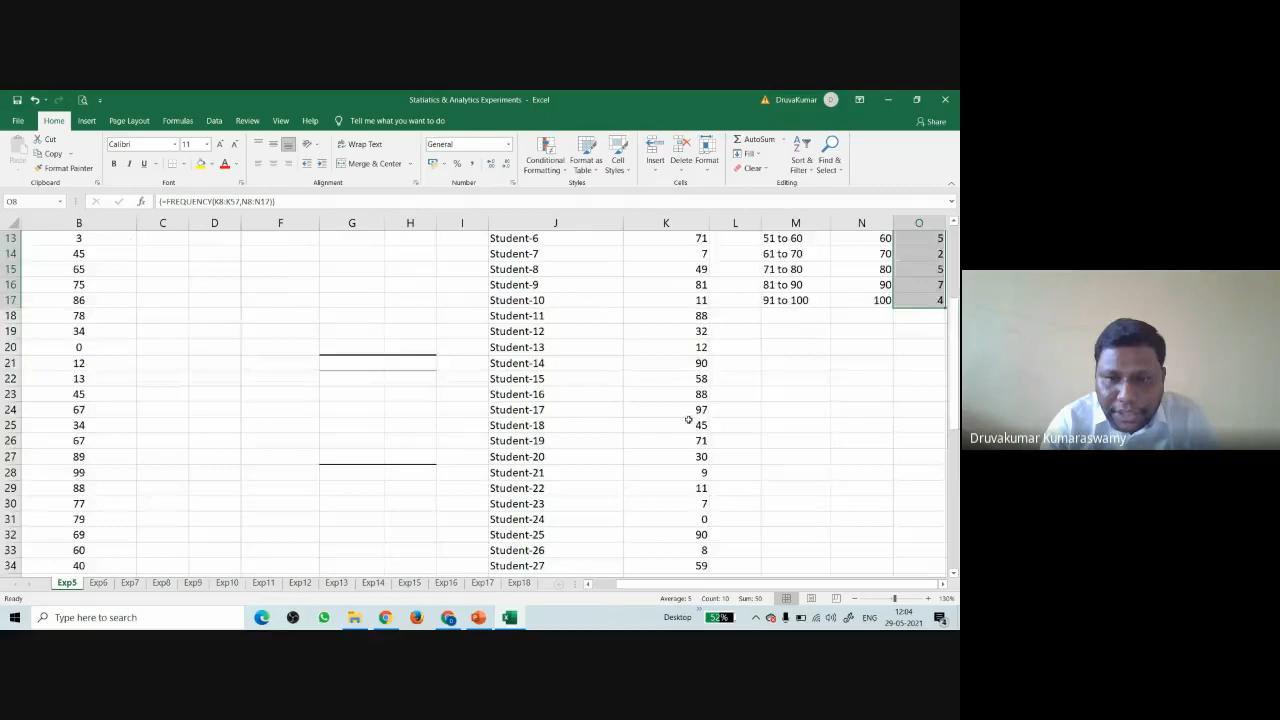 Statiatics & Analytics Experiments - Excel
DruvaKumar
D
File Home Insert Page Layout Formulas Data Review View Help Tell me what you want to do
Share
Paste
Cut
Copy
Format Painter
Clipboard
Calibri 11
B I U
Font
Wrap Text
Merge & Center
Alignment
General
Number
Conditional Formatting
Format as Table
Cell Styles
Styles
Insert Delete Format
Cells
AutoSum
Fill
Clear
Sort & Filter
Find & Select
Editing
O8 {=FREQUENCY(K8:K57,N8:N17)}
B C D E F G H I J K L M N O
13 3 Student-6 71 51 to 60 60 5
14 45 Student-7 7 61 to 70 70 2
15 65 Student-8 49 71 to 80 80 5
16 75 Student-9 81 81 to 90 90 7
17 86 Student-10 11 91 to 100 100 4
18 78 Student-11 88
19 34 Student-12 32
20 0 Student-13 12
21 12 Student-14 90
22 13 Student-15 58
23 45 Student-16 88
24 67 Student-17 97
25 34 Student-18 45
26 67 Student-19 71
27 89 Student-20 30
28 99 Student-21 9
29 88 Student-22 11
30 77 Student-23 7
31 79 Student-24 0
32 69 Student-25 90
33 60 Student-26 8
34 40 Student-27 59
Exp5 Exp6 Exp7 Exp8 Exp9 Exp10 Exp11 Exp12 Exp13 Exp14 Exp15 Exp16 Exp17 Exp18
Ready Average: 5 Count: 10 Sum: 50 130%
Type here to search
Desktop
52%
ENG
12:04
29-05-2021
4
Druvakumar Kumaraswamy